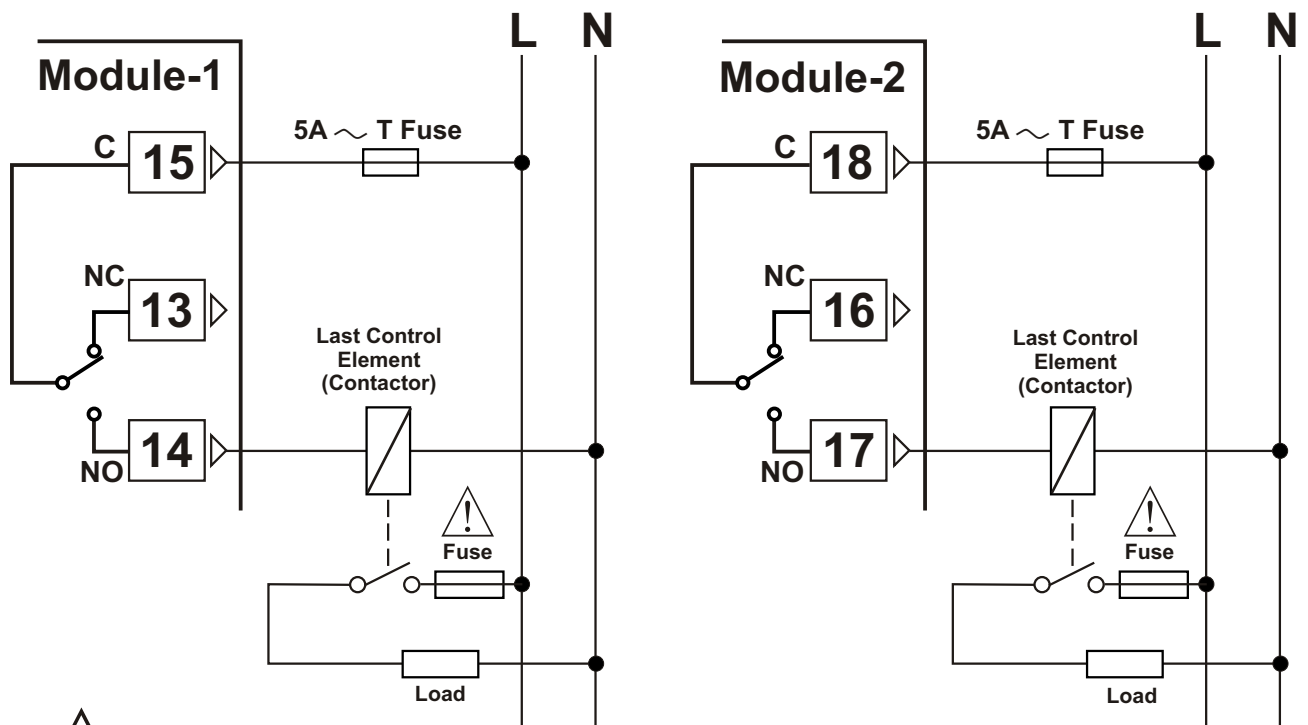 L N
Module-1
5A ~ T Fuse
C
15
NC
13
Last Control
Element
(Contactor)
14
NO
!
Fuse
Load
L N
Module-2
5A ~ T Fuse
C
18
NC
16
Last Control
Element
(Contactor)
17
NO
!
Fuse
Load